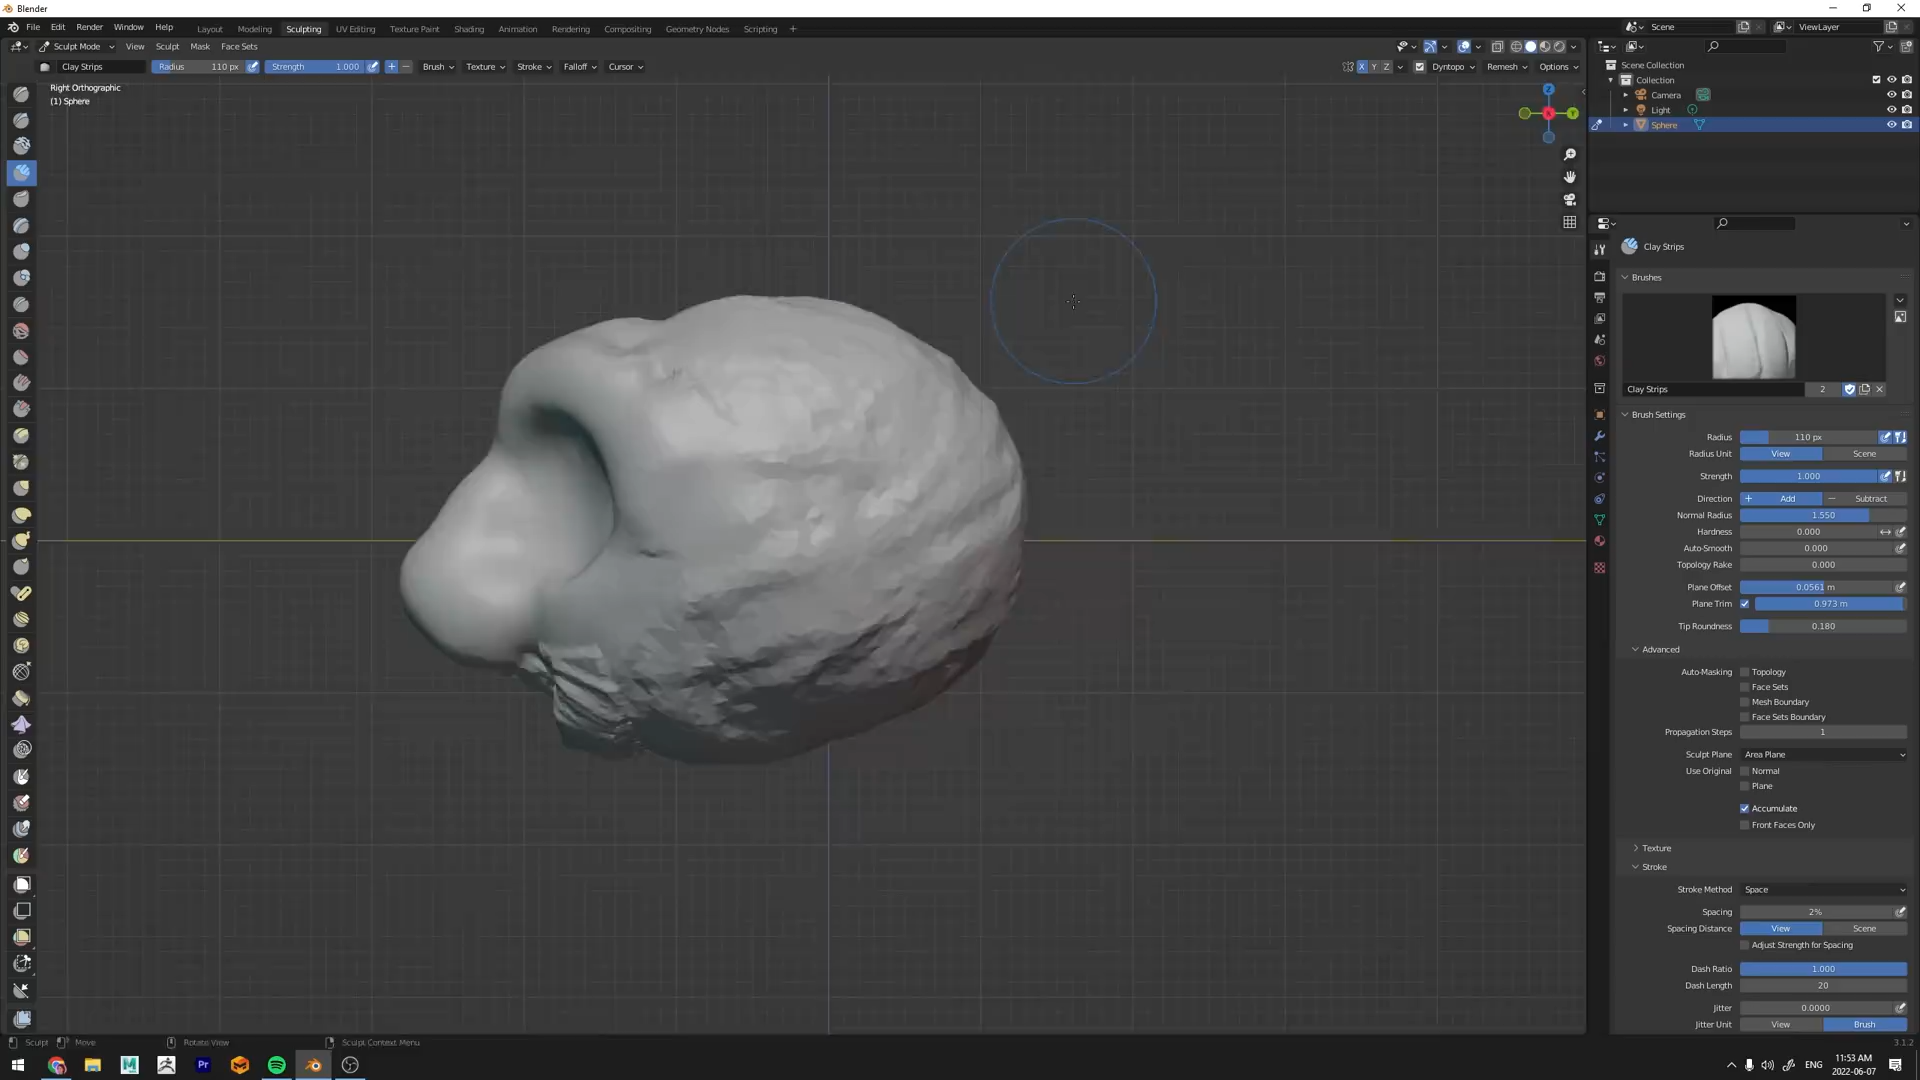 Blender
File Edit Render Window Help Layout Modeling Sculpting UV Editing Texture Paint Shading Animation Rendering Compositing Geometry Nodes Scripting + Scene ViewLayer
Sculpt Mode View Sculpt Mask Face Sets
Clay Strips Radius 110 px Strength 1.000 Brush Texture Stroke Falloff Cursor X Y Z Dyntopo Remesh Options
Right Orthographic
(1) Sphere
Z
Y
X
Scene Collection
Collection
Camera
Light
Sphere
Clay Strips
Brushes
Clay Strips 2
Brush Settings
Radius 110 px
Radius Unit View Scene
Strength 1.000
Direction + Add − Subtract
Normal Radius 1.550
Hardness 0.000
Auto-Smooth 0.000
Topology Rake 0.000
Plane Offset 0.0561 m
Plane Trim 0.973 m
Tip Roundness 0.180
Advanced
Auto-Masking Topology
Face Sets
Mesh Boundary
Face Sets Boundary
Propagation Steps 1
Sculpt Plane Area Plane
Use Original Normal
Plane
Accumulate
Front Faces Only
Texture
Stroke
Stroke Method Space
Spacing 2%
Spacing Distance View Scene
Adjust Strength for Spacing
Dash Ratio 1.000
Dash Length 20
Jitter 0.0000
Jitter Unit View Brush
Sculpt Move Rotate View Sculpt Context Menu 3.1.2
Pr ENG 11:53 AM
2022-06-07